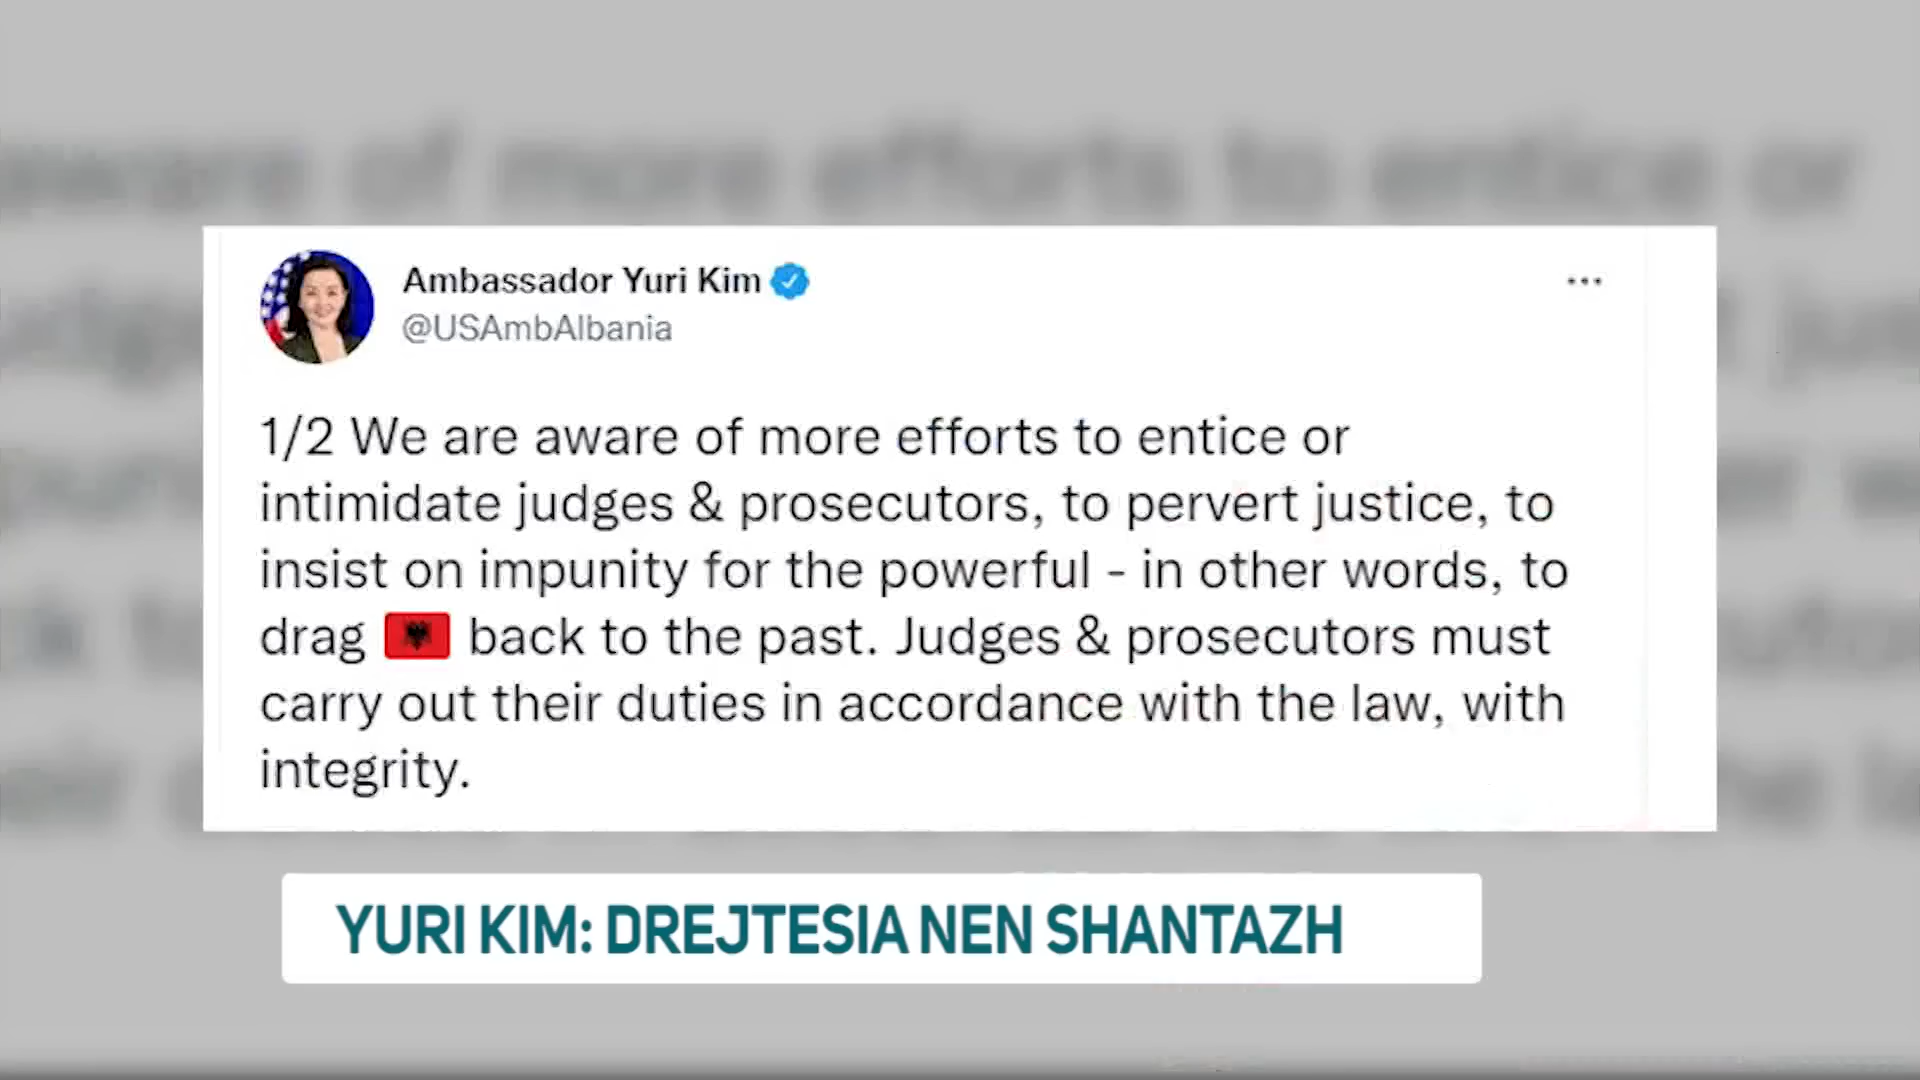 Ambassador Yuri Kim
@USAmbAlbania
1/2 We are aware of more efforts to entice or
intimidate judges & prosecutors, to pervert justice, to
insist on impunity for the powerful - in other words, to
drag 🇦🇱 back to the past. Judges & prosecutors must
carry out their duties in accordance with the law, with
integrity.
YURI KIM: DREJTESIA NEN SHANTAZH